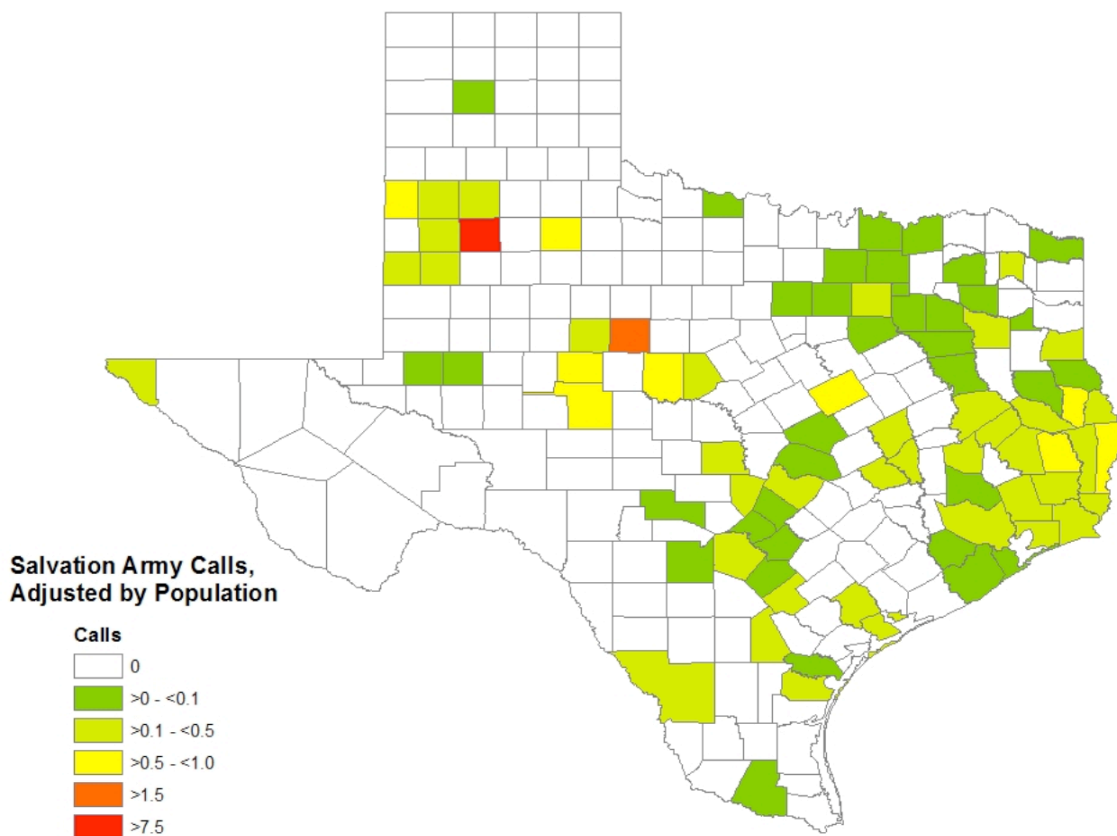 Salvation Army Calls,
Adjusted by Population
Calls
0
>0 - <0.1
>0.1 - <0.5
>0.5 - <1.0
>1.5
>7.5